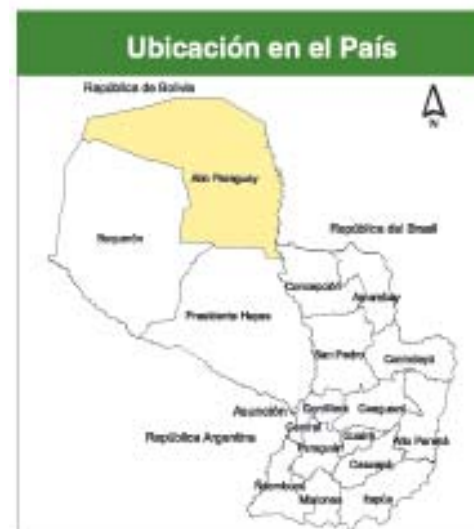 Ubicación en el País
República de Bolivia
N
Alto Paraguay
República del Brasil
Boquerón
Concepción
Amambay
Presidente Hayes
San Pedro
Canindeyú
Asunción
Cordillera
Caaguazú
Central
República Argentina
Guairá
Alto Paraná
Paraguarí
Caazapá
Ñeembucú
Misiones
Itapúa